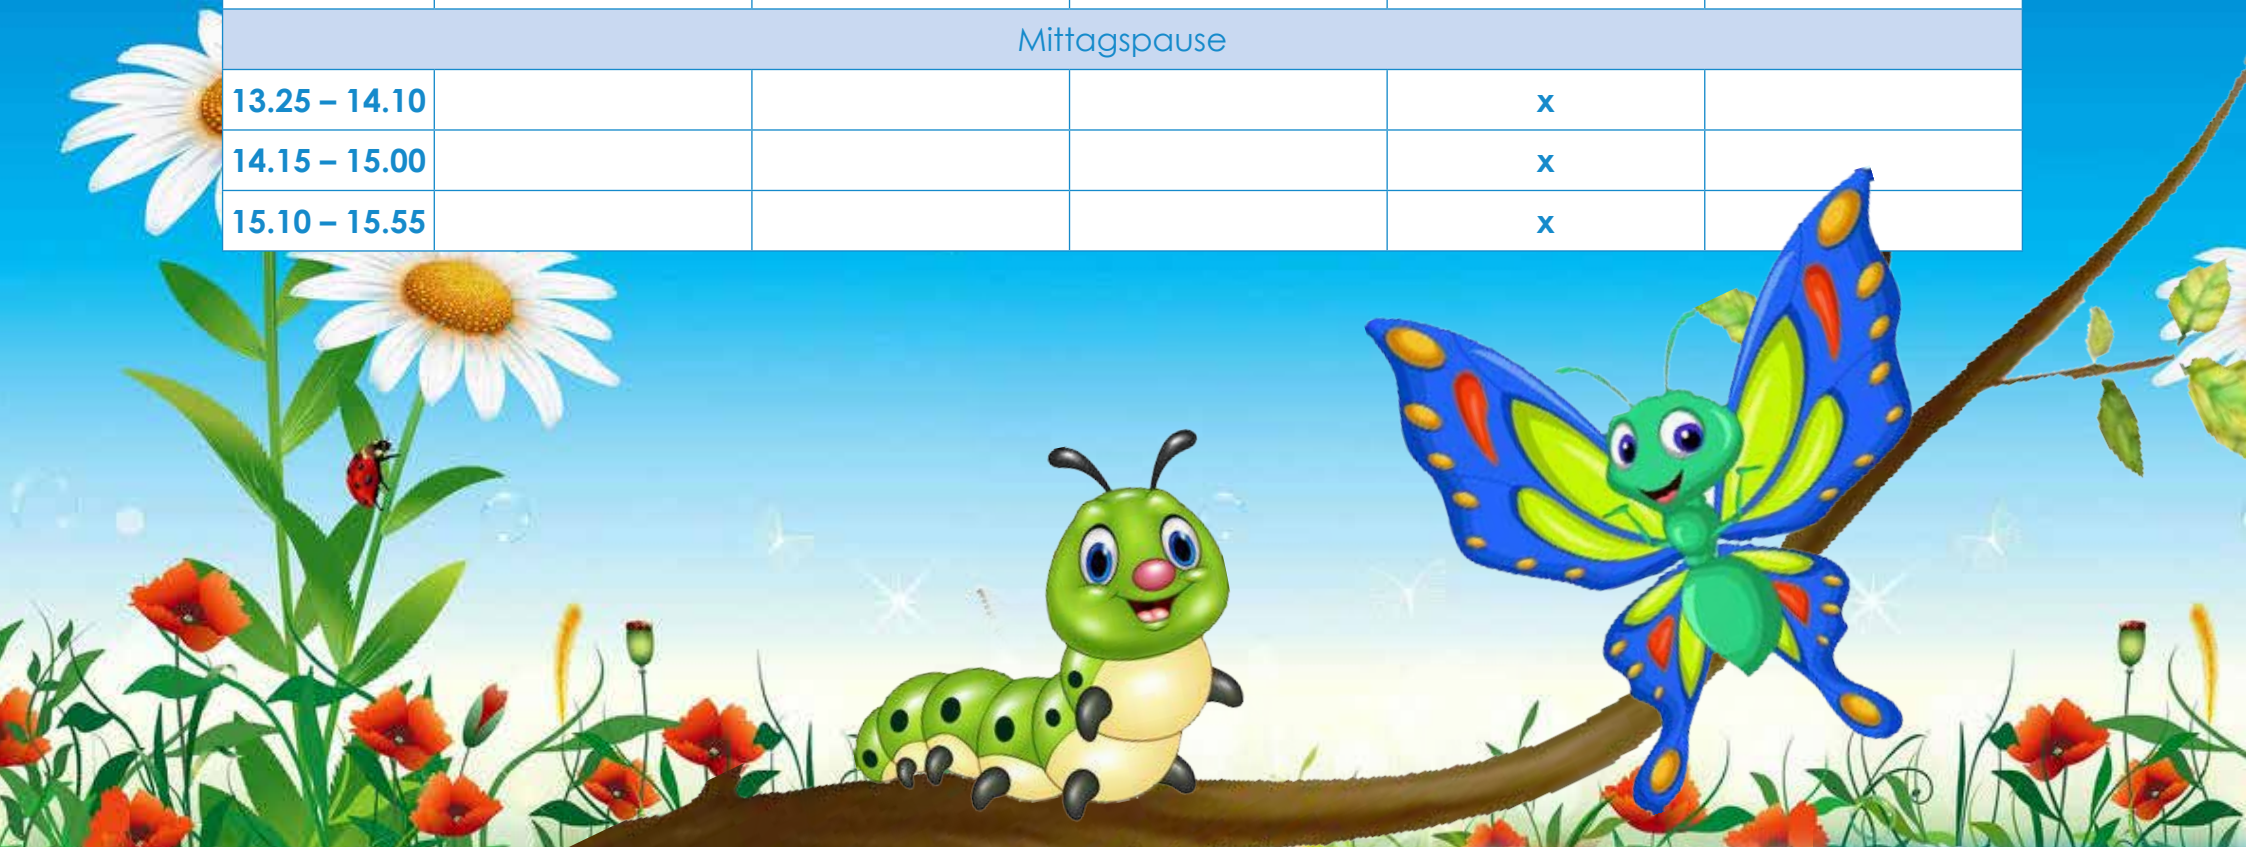 Mittagspause
13.25 – 14.10 x
14.15 – 15.00 x
15.10 – 15.55 x